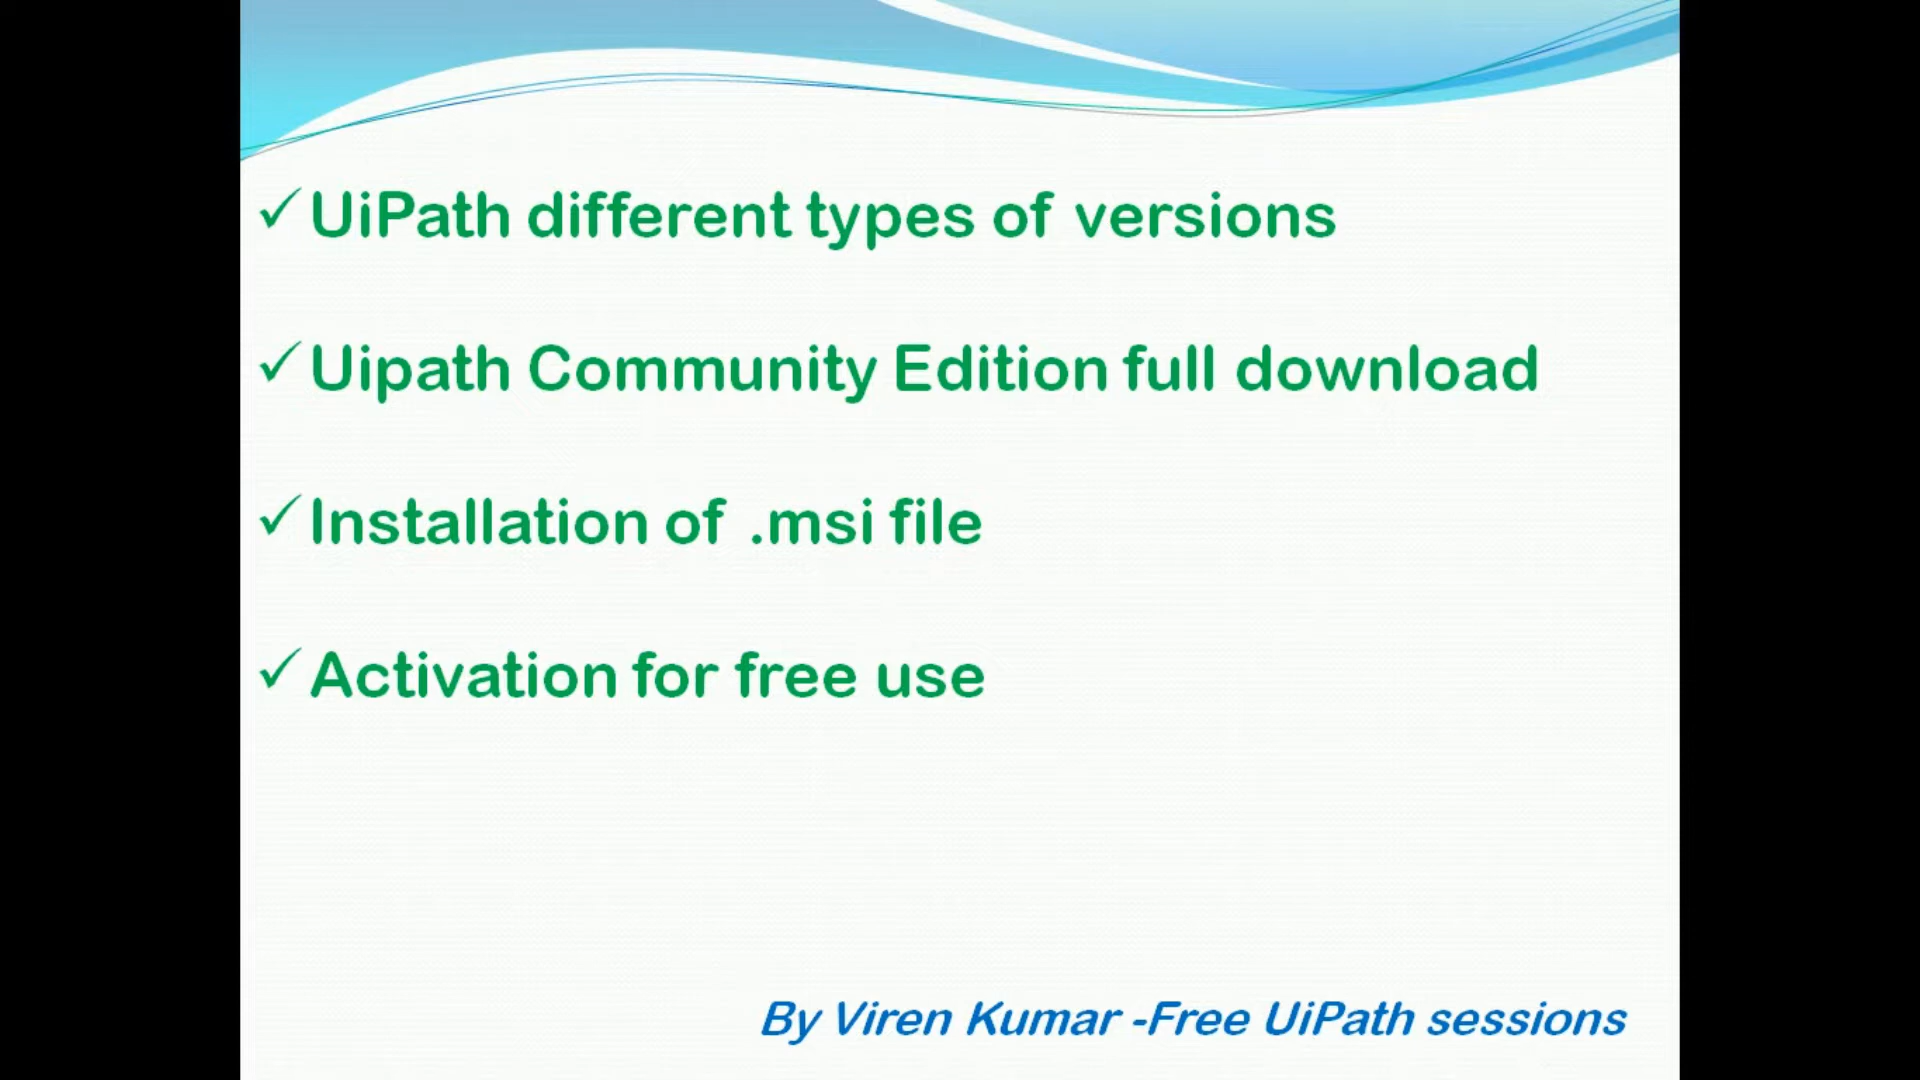 ✓UiPath different types of versions
✓Uipath Community Edition full download
✓Installation of .msi file
✓Activation for free use
By Viren Kumar -Free UiPath sessions